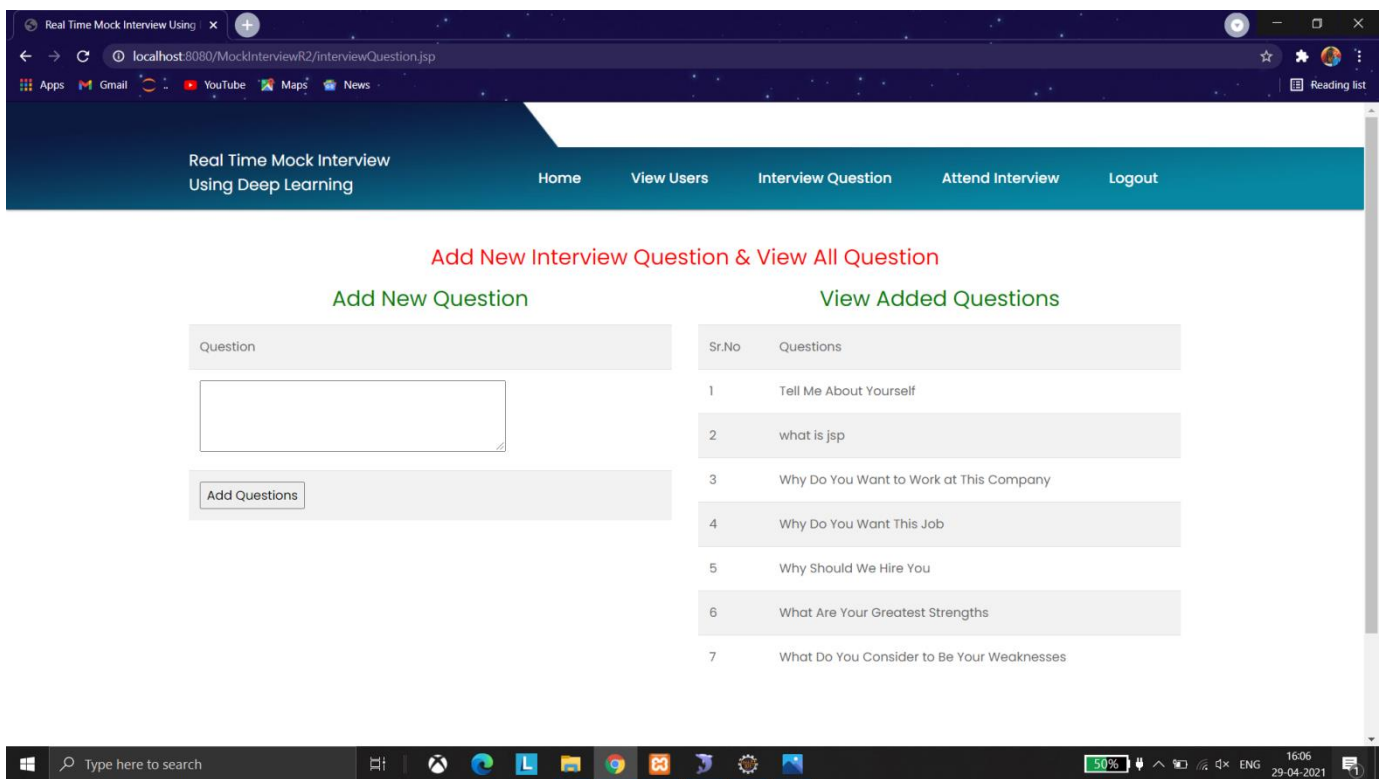 Real Time Mock Interview Using
localhost:8080/MockInterviewR2/interviewQuestion.jsp
Apps Gmail YouTube Maps News Reading list
Real Time Mock Interview
Using Deep Learning
Home View Users Interview Question Attend Interview Logout
Add New Interview Question & View All Question
Add New Question
View Added Questions
Question
Add Questions
Sr.No Questions
1 Tell Me About Yourself
2 what is jsp
3 Why Do You Want to Work at This Company
4 Why Do You Want This Job
5 Why Should We Hire You
6 What Are Your Greatest Strengths
7 What Do You Consider to Be Your Weaknesses
Type here to search
L
50%
ENG
16:06
29-04-2021
1